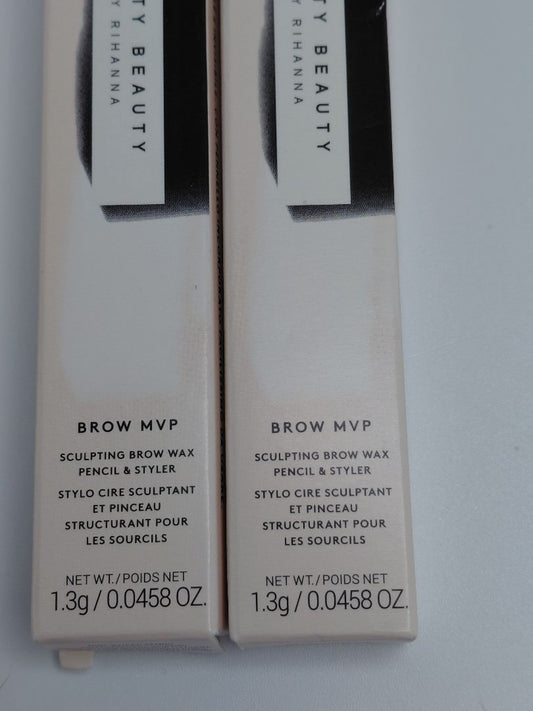 TY BEAUTY
Y RIHANNA
BROW MVP
SCULPTING BROW WAX
PENCIL & STYLER
STYLO CIRE SCULPTANT
ET PINCEAU
STRUCTURANT POUR
LES SOURCILS
NET WT./POIDS NET
1.3g / 0.0458 OZ.
TY BEAUTY
Y RIHANNA
BROW MVP
SCULPTING BROW WAX
PENCIL & STYLER
STYLO CIRE SCULPTANT
ET PINCEAU
STRUCTURANT POUR
LES SOURCILS
NET WT./POIDS NET
1.3g / 0.0458 OZ.